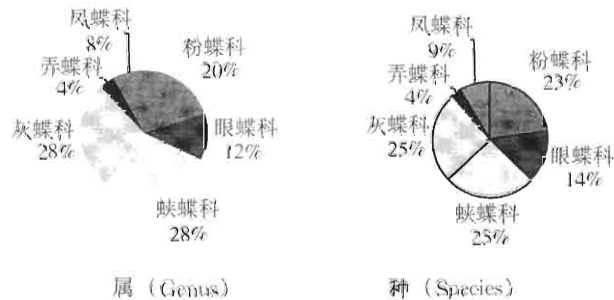 凤蝶科
8%
粉蝶科
20%
弄蝶科
4%
灰蝶科
28%
眼蝶科
12%
蛱蝶科
28%
属（Genus）
凤蝶科
9%
粉蝶科
23%
弄蝶科
4%
灰蝶科
25%
眼蝶科
14%
蛱蝶科
25%
种（Species）